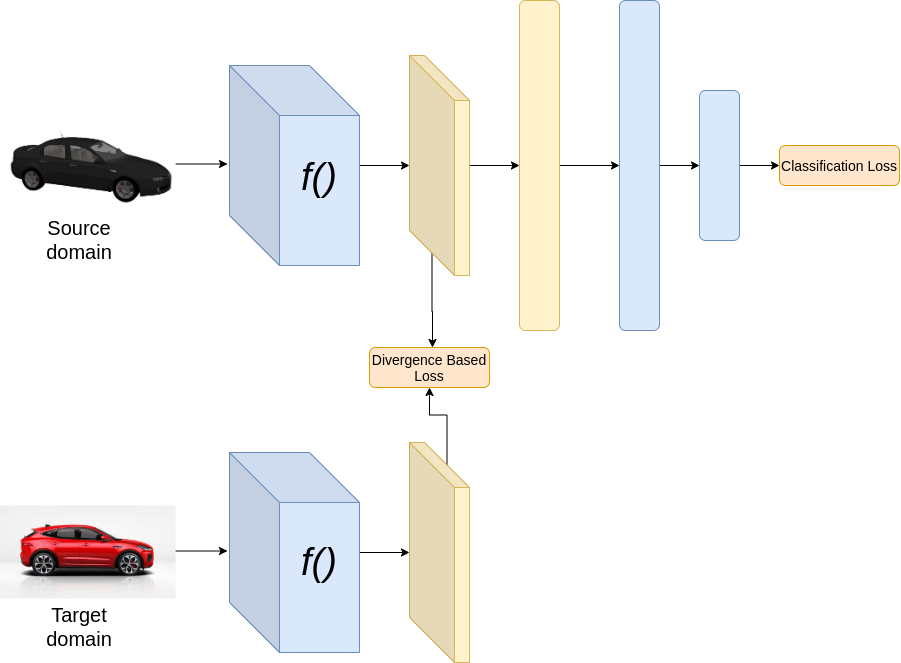 f()
Classification Loss
Source
domain
Divergence Based
Loss
f()
Target
domain